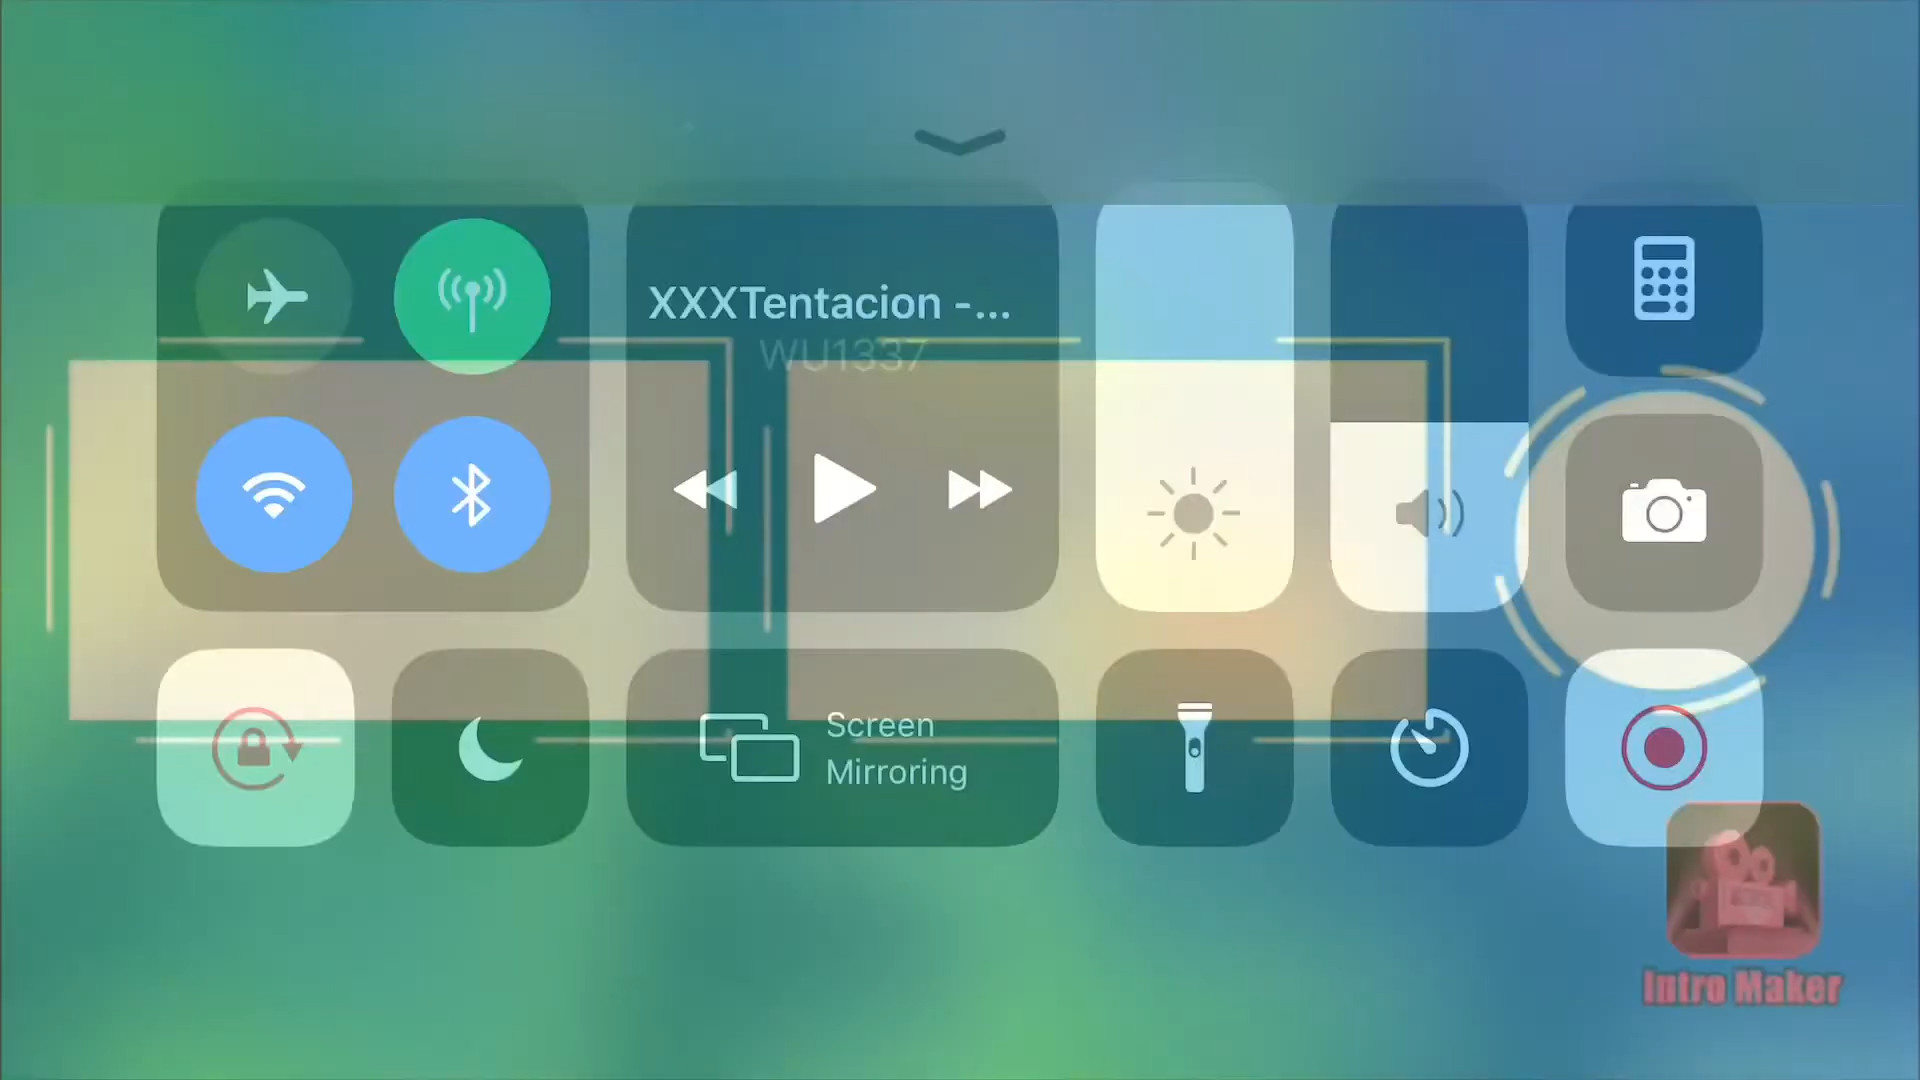 XXXTentacion -...
WU1337
Screen
Mirroring
Intro Maker